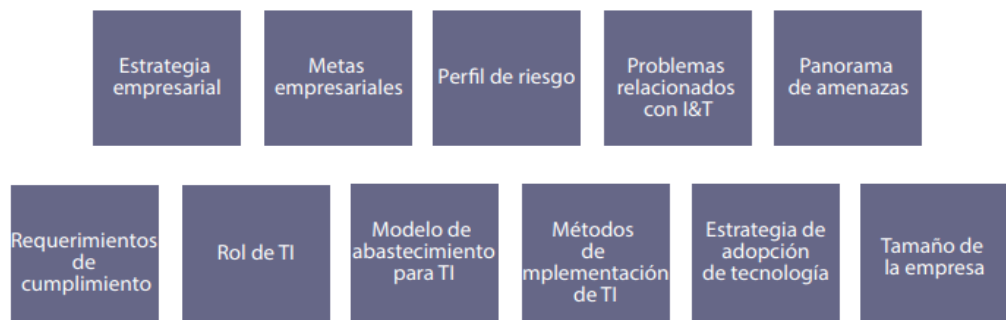 Estrategia
empresarial
Metas
empresariales
Perfil de riesgo
Problemas
relacionados
con I&T
Panorama
de amenazas
Requerimientos
de
cumplimiento
Rol de TI
Modelo de
abastecimiento
para TI
Métodos
de
mplementación
de TI
Estrategia de
adopción
de tecnología
Tamaño de
la empresa